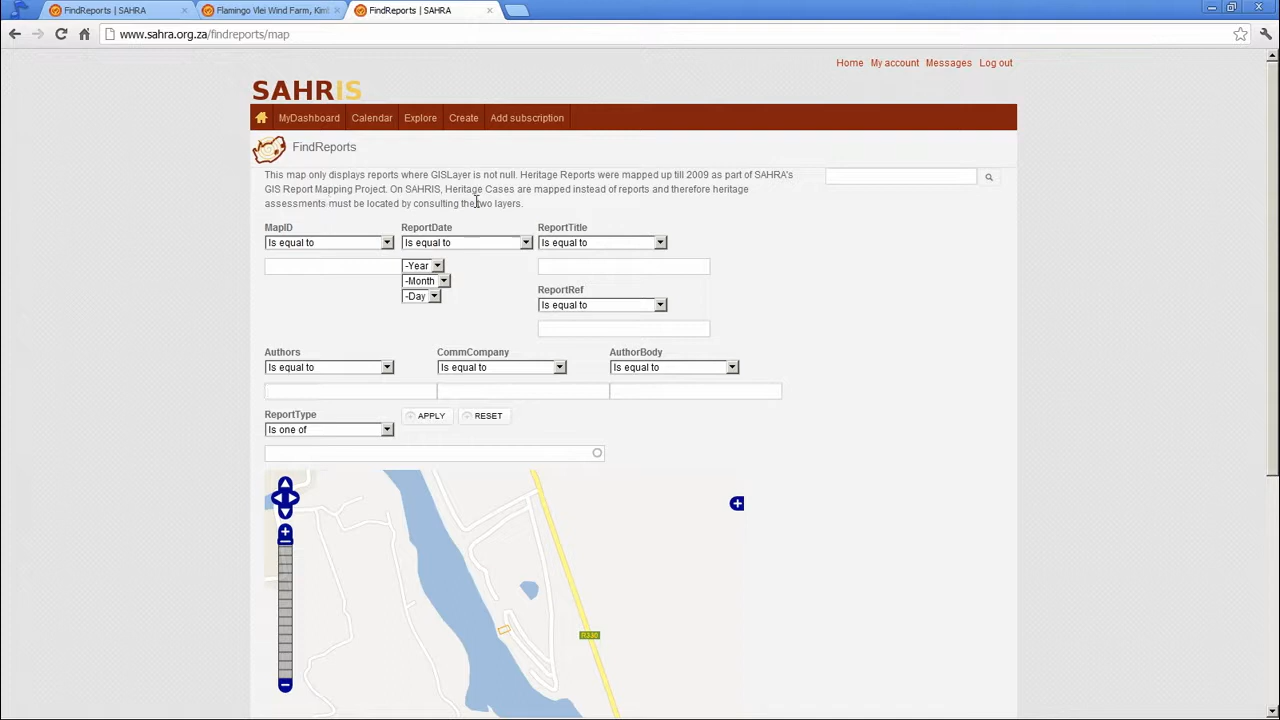 FindReports | SAHRA
Flamingo Vlei Wind Farm, Kim
FindReports | SAHRA
www.sahra.org.za/findreports/map
Home My account Messages Log out
SAHRIS
MyDashboard Calendar Explore Create Add subscription
FindReports
This map only displays reports where GISLayer is not null. Heritage Reports were mapped up till 2009 as part of SAHRA's
GIS Report Mapping Project. On SAHRIS, Heritage Cases are mapped instead of reports and therefore heritage
assessments must be located by consulting the two layers.
MapID ReportDate ReportTitle
Is equal to Is equal to Is equal to
-Year
-Month
-Day
ReportRef
Is equal to
Authors CommCompany AuthorBody
Is equal to Is equal to Is equal to
ReportType APPLY RESET
Is one of
R330